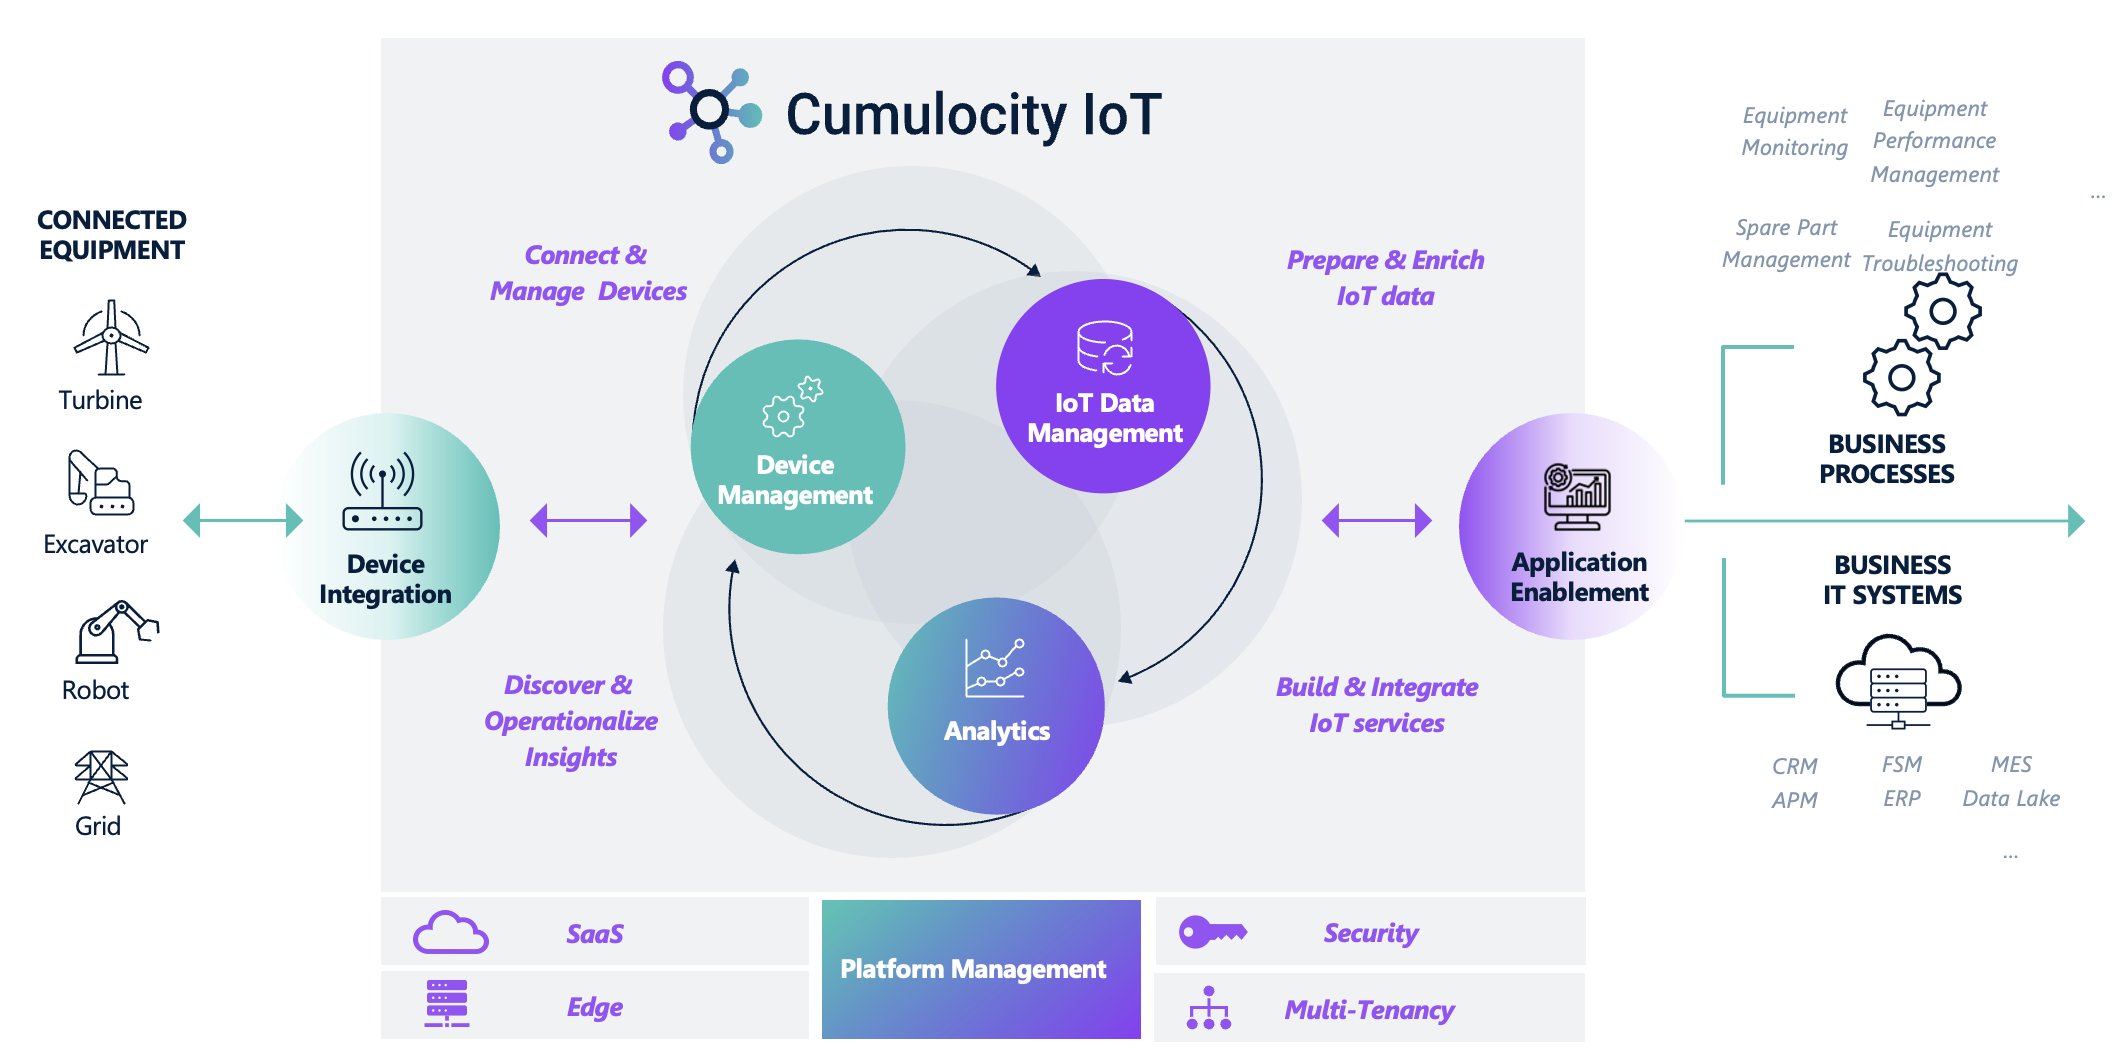 Cumulocity IoT
CONNECTED
EQUIPMENT
Turbine
Excavator
Robot
Grid
Device
Integration
Connect &
Manage Devices
Discover &
Operationalize
Insights
Device
Management
IoT Data
Management
Analytics
Prepare & Enrich
IoT data
Build & Integrate
IoT services
Application
Enablement
Equipment
Monitoring
Equipment
Performance
Management
...
Spare Part
Management
Equipment
Troubleshooting
BUSINESS
PROCESSES
BUSINESS
IT SYSTEMS
CRM
FSM
MES
APM
ERP
Data Lake
...
SaaS
Edge
Platform Management
Security
Multi-Tenancy